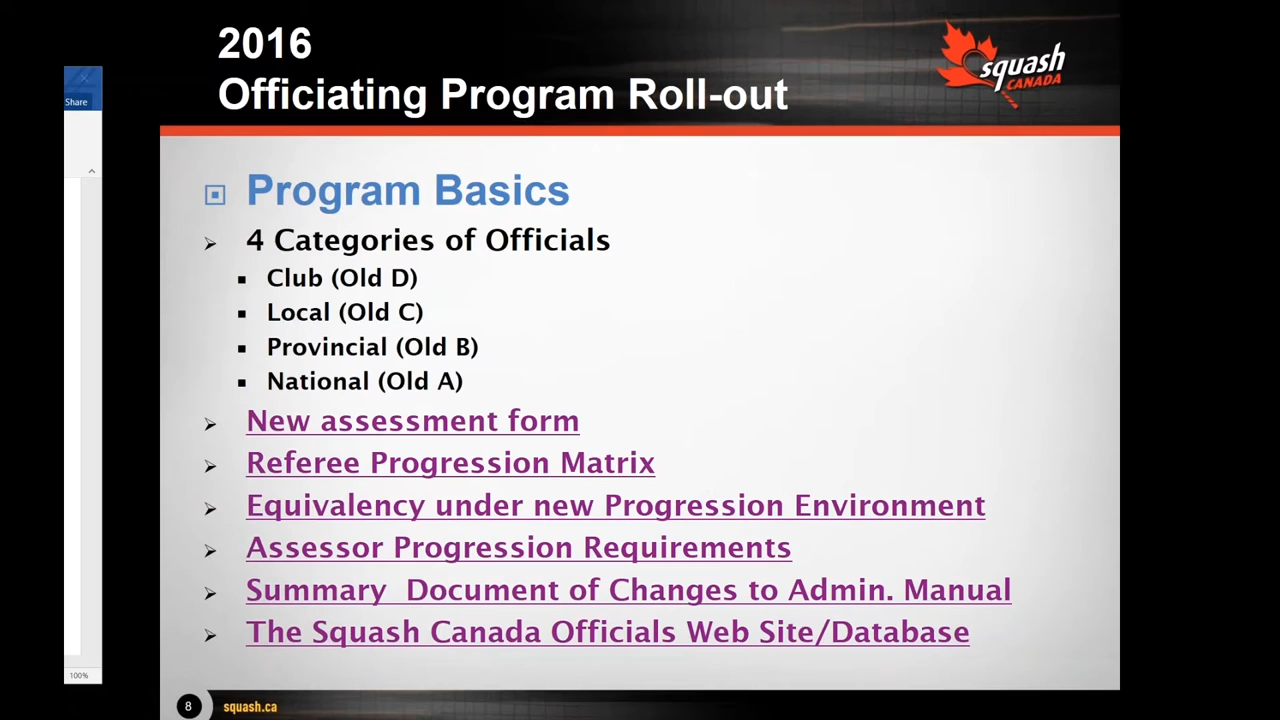 2016
Officiating Program Roll-out
squash
CANADA
Share
Program Basics
4 Categories of Officials
Club (Old D)
Local (Old C)
Provincial (Old B)
National (Old A)
New assessment form
Referee Progression Matrix
Equivalency under new Progression Environment
Assessor Progression Requirements
Summary  Document of Changes to Admin. Manual
The Squash Canada Officials Web Site/Database
100%
8
squash.ca